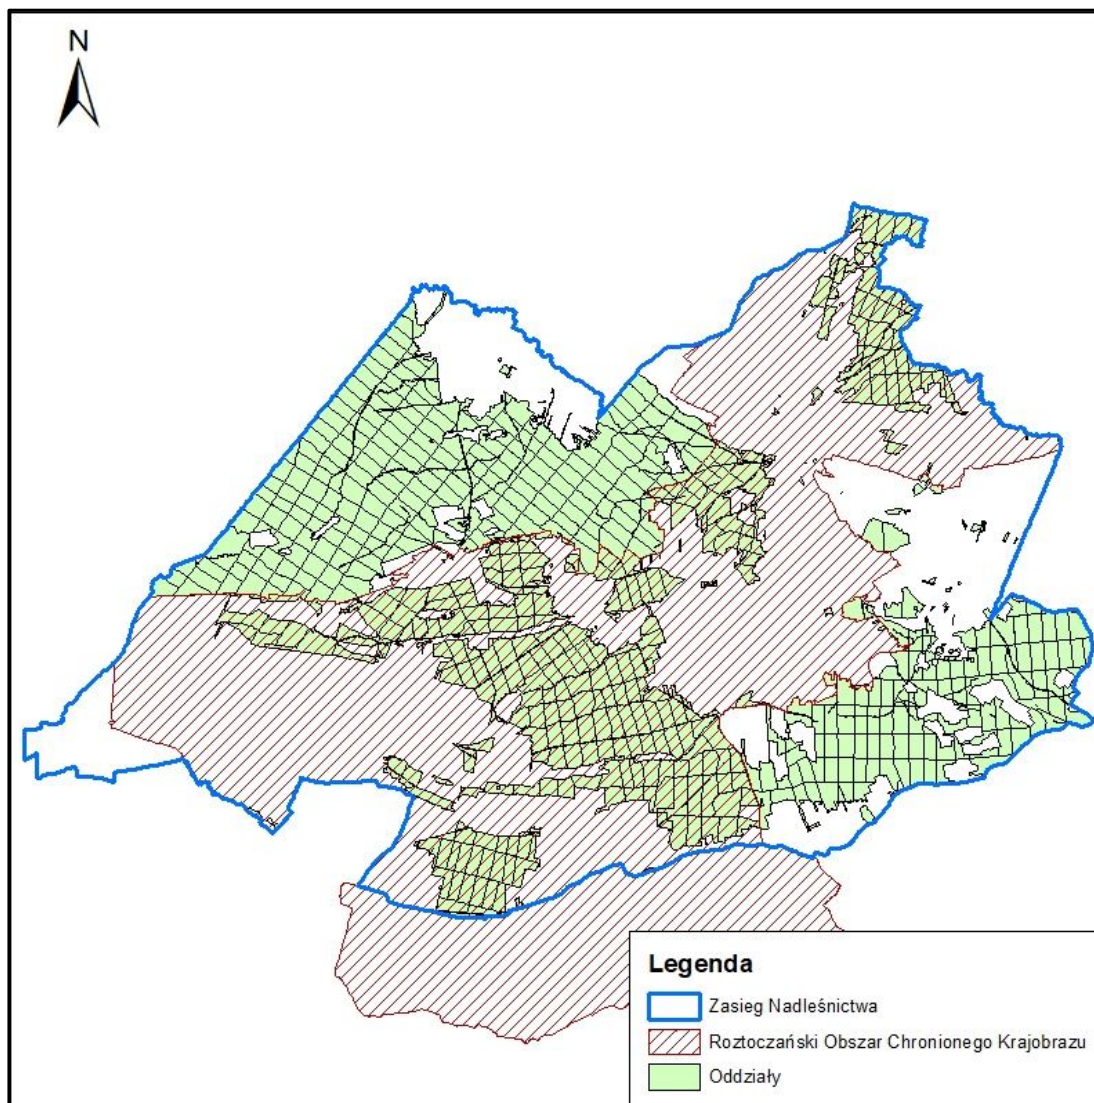 N
Legenda
Zasieg Nadleśnictwa
Roztoczański Obszar Chronionego Krajobrazu
Oddziały